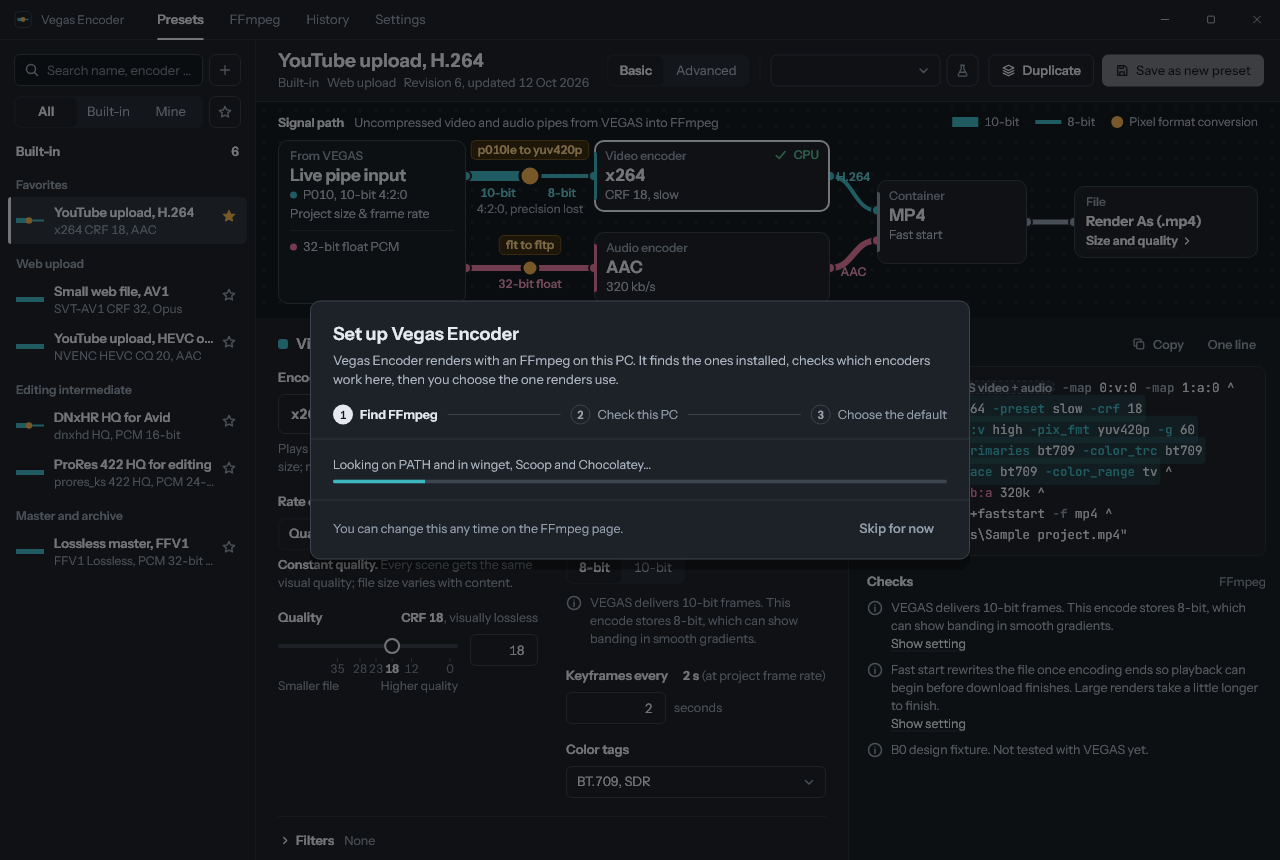 Vegas Encoder
Presets
FFmpeg
History
Settings
Search name, encoder ...
All
Built-in
Mine
Built-in
6
Favorites
YouTube upload, H.264
x264 CRF 18, AAC
Web upload
Small web file, AV1
SVT-AV1 CRF 32, Opus
YouTube upload, HEVC o...
NVENC HEVC CQ 20, AAC
Editing intermediate
DNxHR HQ for Avid
dnxhd HQ, PCM 16-bit
ProRes 422 HQ for editing
prores_ks 422 HQ, PCM 24-...
Master and archive
Lossless master, FFV1
FFV1 Lossless, PCM 32-bit ...
YouTube upload, H.264
Built-in Web upload Revision 6, updated 12 Oct 2026
Basic
Advanced
Duplicate
Save as new preset
Signal path Uncompressed video and audio pipes from VEGAS into FFmpeg
10-bit
8-bit
Pixel format conversion
From VEGAS
Live pipe input
P010, 10-bit 4:2:0
Project size & frame rate
32-bit float PCM
p010le to yuv420p
10-bit
8-bit
4:2:0, precision lost
flt to fltp
32-bit float
Video encoder
CPU
x264
CRF 18, slow
Audio encoder
AAC
320 kb/s
H.264
AAC
Container
MP4
Fast start
File
Render As (.mp4)
Size and quality
Set up Vegas Encoder
Vegas Encoder renders with an FFmpeg on this PC. It finds the ones installed, checks which encoders
work here, then you choose the one renders use.
1 Find FFmpeg
2 Check this PC
3 Choose the default
Looking on PATH and in winget, Scoop and Chocolatey...
You can change this any time on the FFmpeg page.
Skip for now
Constant quality. Every scene gets the same
visual quality; file size varies with content.
Quality
CRF 18, visually lossless
18
35 28 23 18 12 0
Smaller file
Higher quality
8-bit
10-bit
VEGAS delivers 10-bit frames. This
encode stores 8-bit, which can show
banding in smooth gradients.
Keyframes every
2 s (at project frame rate)
2
seconds
Color tags
BT.709, SDR
Filters None
Copy
One line
video + audio -map 0:v:0 -map 1:a:0 ^
64 -preset slow -crf 18
:v high -pix_fmt yuv420p -g 60
rimaries bt709 -color_trc bt709
ace bt709 -color_range tv ^
b:a 320k ^
+faststart -f mp4 ^
s\Sample project.mp4"
Checks
FFmpeg
VEGAS delivers 10-bit frames. This encode stores 8-bit, which
can show banding in smooth gradients.
Show setting
Fast start rewrites the file once encoding ends so playback can
begin before download finishes. Large renders take a little longer
to finish.
Show setting
B0 design fixture. Not tested with VEGAS yet.